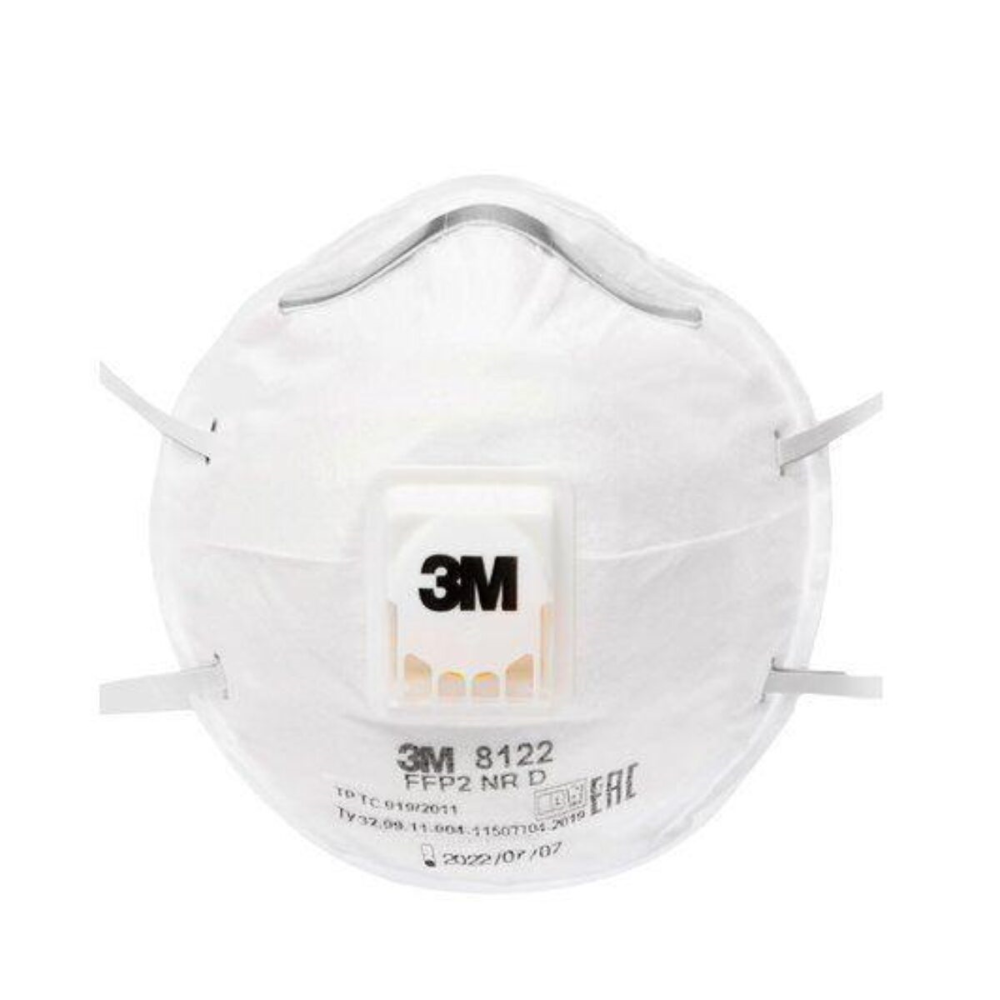 3M
3M 8122
FFP2 NR D
ТР ТС 019/2011 EAC
ТУ 32.99.11-004-11507704-2019
2022/07/07